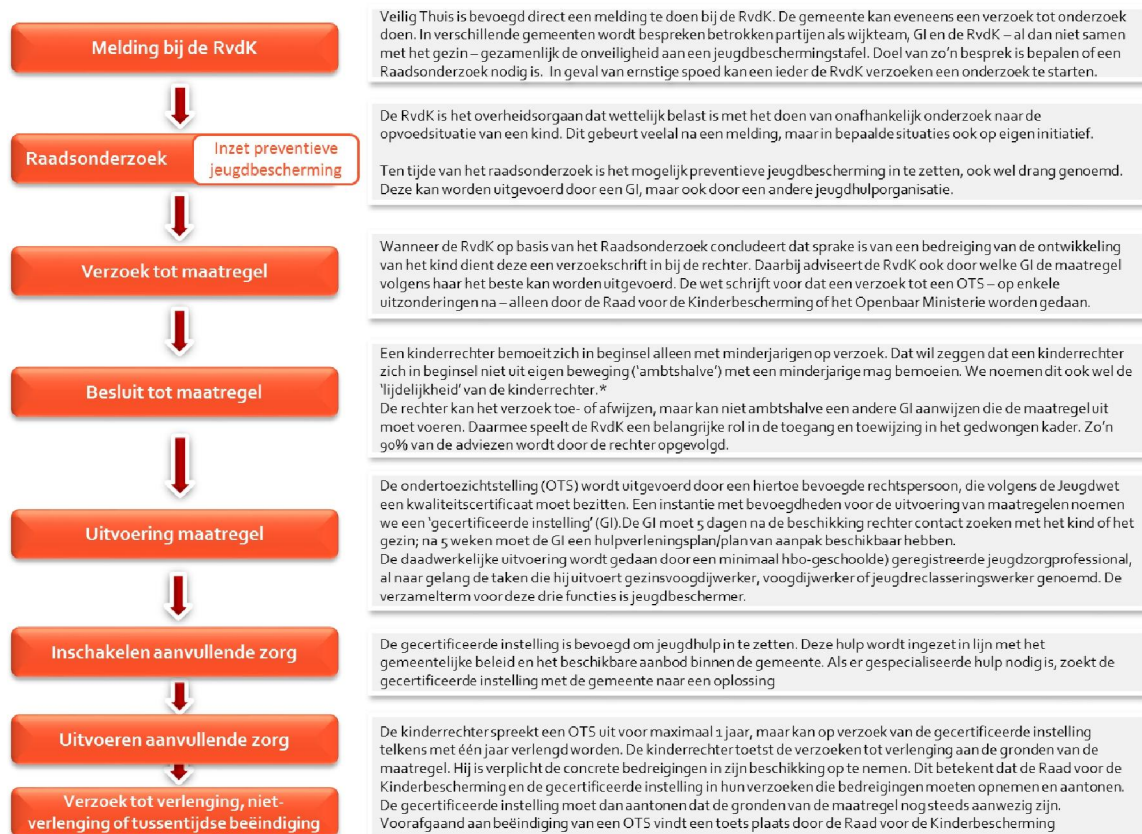 Melding bij de RvdK
Veilig Thuis is bevoegd direct een melding te doen bij de RvdK. De gemeente kan eveneens een verzoek tot onderzoek
doen. In verschillende gemeenten wordt bespreken betrokken partijen als wijkteam, GI en de RvdK – al dan niet samen
met het gezin – gezamenlijk de onveiligheid aan een jeugdbeschermingstafel. Doel van zo’n besprek is bepalen of een
Raadsonderzoek nodig is. In geval van ernstige spoed kan een ieder de RvdK verzoeken een onderzoek te starten.
Raadsonderzoek
Inzet preventieve
jeugdbescherming
De RvdK is het overheidsorgaan dat wettelijk belast is met het doen van onafhankelijk onderzoek naar de
opvoedsituatie van een kind. Dit gebeurt veelal na een melding, maar in bepaalde situaties ook op eigen initiatief.
Ten tijde van het raadsonderzoek is het mogelijk preventieve jeugdbescherming in te zetten, ook wel drang genoemd.
Deze kan worden uitgevoerd door een GI, maar ook door een andere jeugdhulporganisatie.
Verzoek tot maatregel
Wanneer de RvdK op basis van het Raadsonderzoek concludeert dat sprake is van een bedreiging van de ontwikkeling
van het kind dient deze een verzoekschrift in bij de rechter. Daarbij adviseert de RvdK ook door welke GI de maatregel
volgens haar het beste kan worden uitgevoerd. De wet schrijft voor dat een verzoek tot een OTS – op enkele
uitzonderingen na – alleen door de Raad voor de Kinderbescherming of het Openbaar Ministerie worden gedaan.
Besluit tot maatregel
Een kinderrechter bemoeit zich in beginsel alleen met minderjarigen op verzoek. Dat wil zeggen dat een kinderrechter
zich in beginsel niet uit eigen beweging (‘ambtshalve’) met een minderjarige mag bemoeien. We noemen dit ook wel de
‘lijdelijkheid’ van de kinderrechter.*
De rechter kan het verzoek toe- of afwijzen, maar kan niet ambtshalve een andere GI aanwijzen die de maatregel uit
moet voeren. Daarmee speelt de RvdK een belangrijke rol in de toegang en toewijzing in het gedwongen kader. Zo’n
90% van de adviezen wordt door de rechter opgevolgd.
Uitvoering maatregel
De ondertoezichtstelling (OTS) wordt uitgevoerd door een hiertoe bevoegde rechtspersoon, die volgens de Jeugdwet
een kwaliteitscertificaat moet bezitten. Een instantie met bevoegdheden voor de uitvoering van maatregelen noemen
we een ‘gecertificeerde instelling’ (GI).De GI moet 5 dagen na de beschikking rechter contact zoeken met het kind of het
gezin; na 5 weken moet de GI een hulpverleningsplan/plan van aanpak beschikbaar hebben.
De daadwerkelijke uitvoering wordt gedaan door een minimaal hbo-geschoolde) geregistreerde jeugdzorgprofessional,
al naar gelang de taken die hij uitvoert gezinsvoogdijwerker, voogdijwerker of jeugdreclasseringswerker genoemd. De
verzamelterm voor deze drie functies is jeugdbeschermer.
Inschakelen aanvullende zorg
De gecertificeerde instelling is bevoegd om jeugdhulp in te zetten. Deze hulp wordt ingezet in lijn met het
gemeentelijke beleid en het beschikbare aanbod binnen de gemeente. Als er gespecialiseerde hulp nodig is, zoekt de
gecertificeerde instelling met de gemeente naar een oplossing
Uitvoeren aanvullende zorg
Verzoek tot verlenging, niet-
verlenging of tussentijdse beëindiging
De kinderrechter spreekt een OTS uit voor maximaal 1 jaar, maar kan op verzoek van de gecertificeerde instelling
telkens met één jaar verlengd worden. De kinderrechter toetst de verzoeken tot verlenging aan de gronden van de
maatregel. Hij is verplicht de concrete bedreigingen in zijn beschikking op te nemen. Dit betekent dat de Raad voor de
Kinderbescherming en de gecertificeerde instelling in hun verzoeken die bedreigingen moeten opnemen en aantonen.
De gecertificeerde instelling moet dan aantonen dat de gronden van de maatregel nog steeds aanwezig zijn.
Voorafgaand aan beëindiging van een OTS vindt een toets plaats door de Raad voor de Kinderbescherming